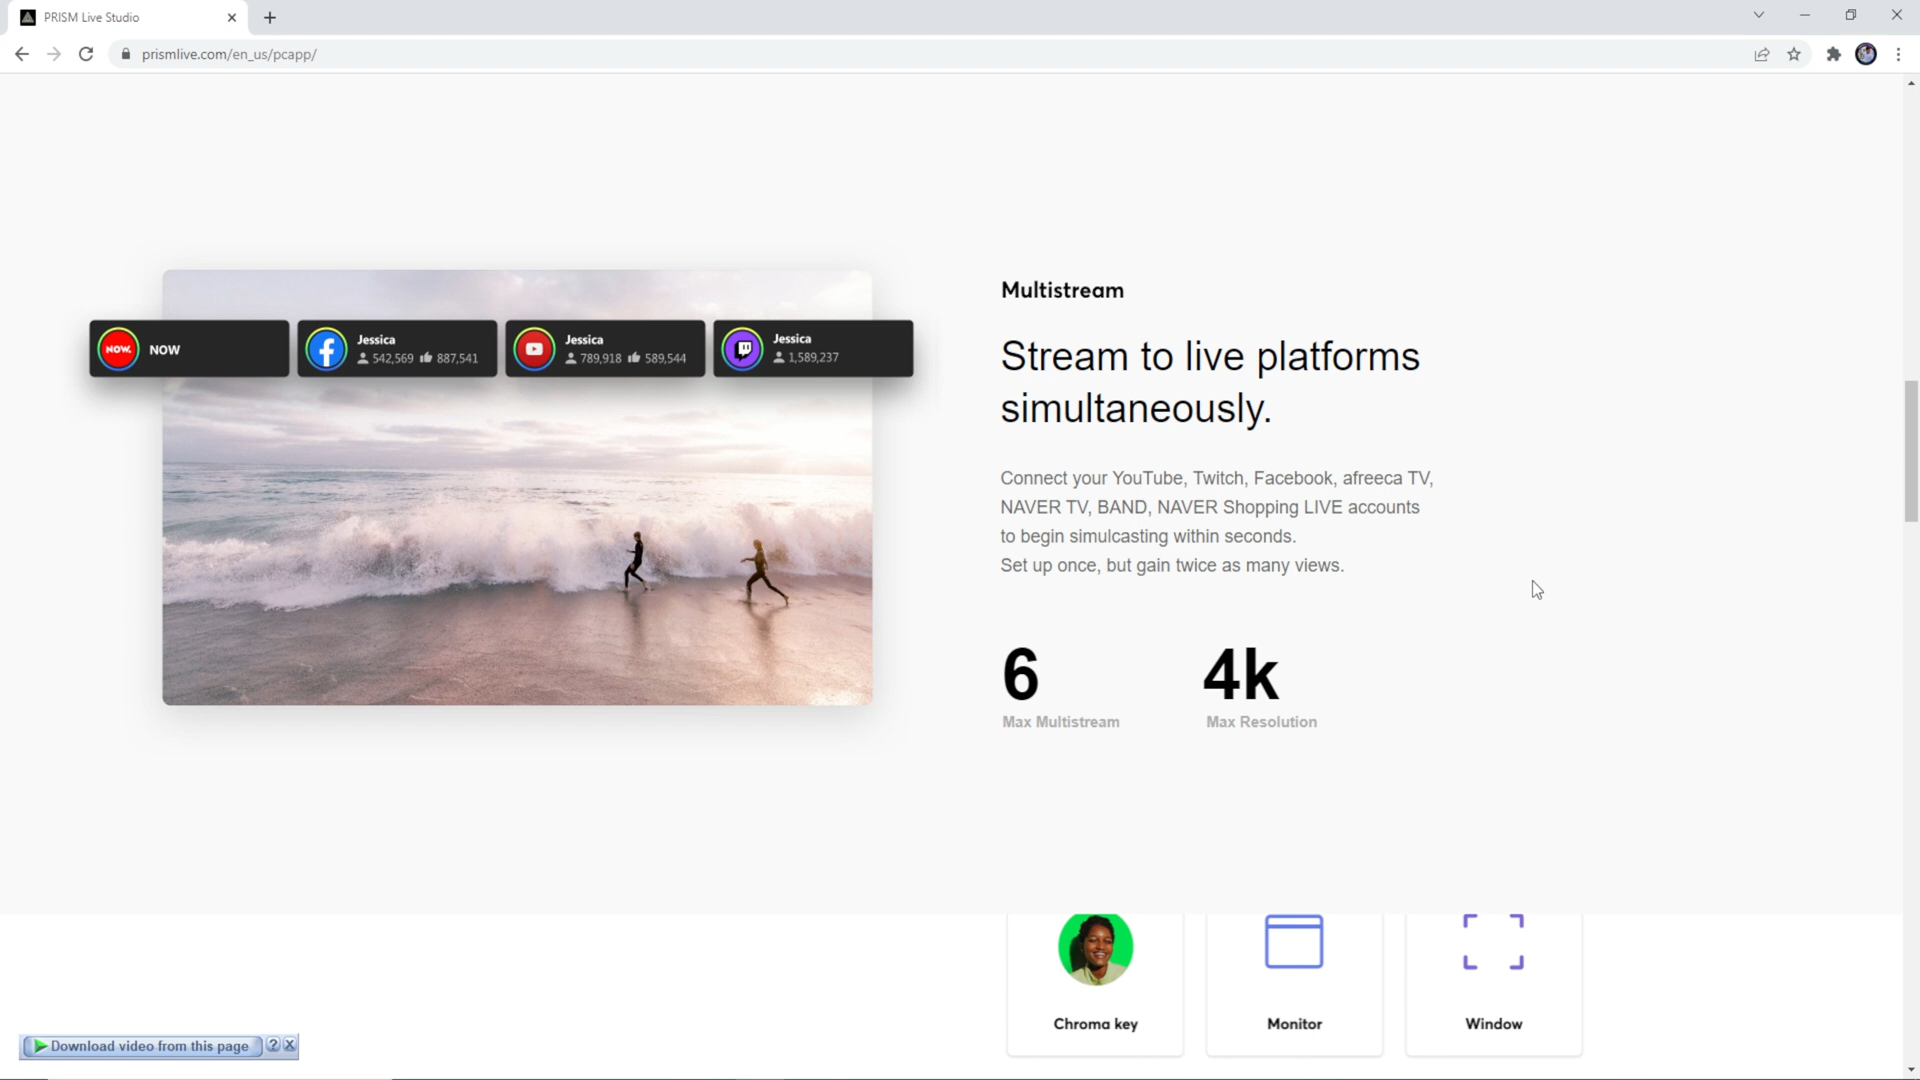 PRISM Live Studio
prismlive.com/en_us/pcapp/
NOW.
NOW
Jessica
542,569 887,541
Jessica
789,918 589,544
Jessica
1,589,237
Multistream
Stream to live platforms
simultaneously.
Connect your YouTube, Twitch, Facebook, afreeca TV,
NAVER TV, BAND, NAVER Shopping LIVE accounts
to begin simulcasting within seconds.
Set up once, but gain twice as many views.
6
Max Multistream
4k
Max Resolution
Chroma key
Monitor
Window
Download video from this page
?
X